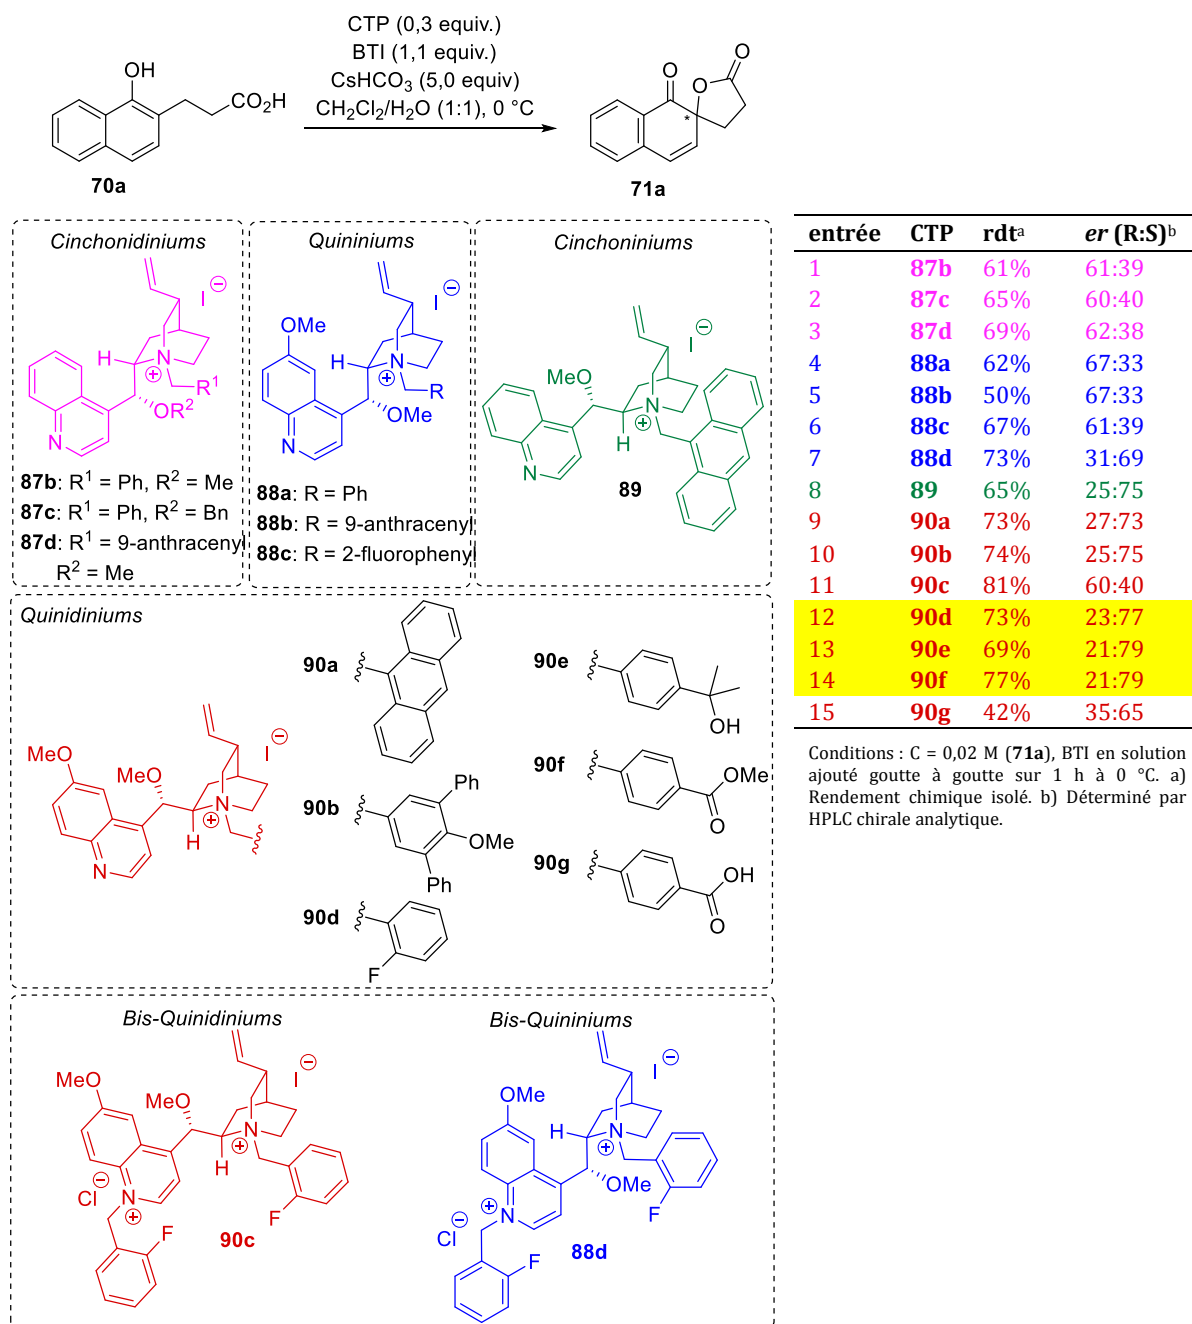 CTP (0,3 equiv.)
BTI (1,1 equiv.)
CsHCO3 (5,0 equiv)
CH2Cl2/H2O (1:1), 0 °C
OH
CO2H
70a
O
O
O
*
71a
Cinchonidiniums
I⊖
H
N
⊕
R1
OR2
N
87b: R1 = Ph, R2 = Me
87c: R1 = Ph, R2 = Bn
87d: R1 = 9-anthracenyl
R2 = Me
Quininiums
I⊖
OMe
H
N
⊕
R
OMe
N
88a: R = Ph
88b: R = 9-anthracenyl
88c: R = 2-fluorophenyl
Cinchoniniums
I⊖
MeO
N
⊕
H
N
89
entrée CTP rdta er (R:S)b
1 87b 61% 61:39
2 87c 65% 60:40
3 87d 69% 62:38
4 88a 62% 67:33
5 88b 50% 67:33
6 88c 67% 61:39
7 88d 73% 31:69
8 89 65% 25:75
9 90a 73% 27:73
10 90b 74% 25:75
11 90c 81% 60:40
12 90d 73% 23:77
13 90e 69% 21:79
14 90f 77% 21:79
15 90g 42% 35:65
Conditions : C = 0,02 M (71a), BTI en solution
ajouté goutte à goutte sur 1 h à 0 °C. a)
Rendement chimique isolé. b) Déterminé par
HPLC chirale analytique.
Quinidiniums
I⊖
MeO
MeO
N
⊕
H
N
90a
90b
Ph
OMe
Ph
90d
F
90e
OH
90f
OMe
O
90g
OH
O
Bis-Quinidiniums
I⊖
MeO
MeO
N
⊕
H
Cl⊖
N
⊕
F
F
90c
Bis-Quininiums
I⊖
OMe
H
N
⊕
OMe
F
N
⊕
Cl⊖
F
88d